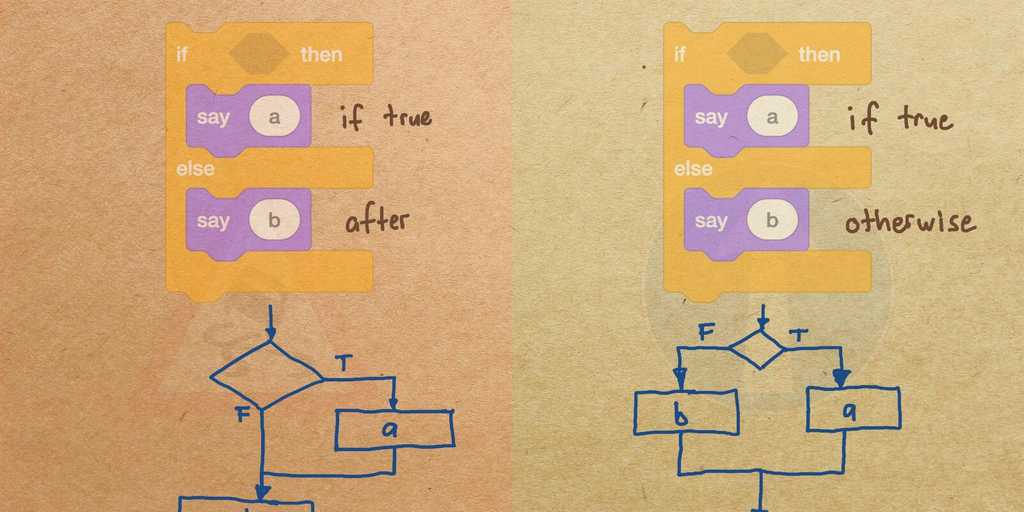 if then
say a if true
else
say b after
T
F
a
if then
say a if true
else
say b otherwise
F T
b a